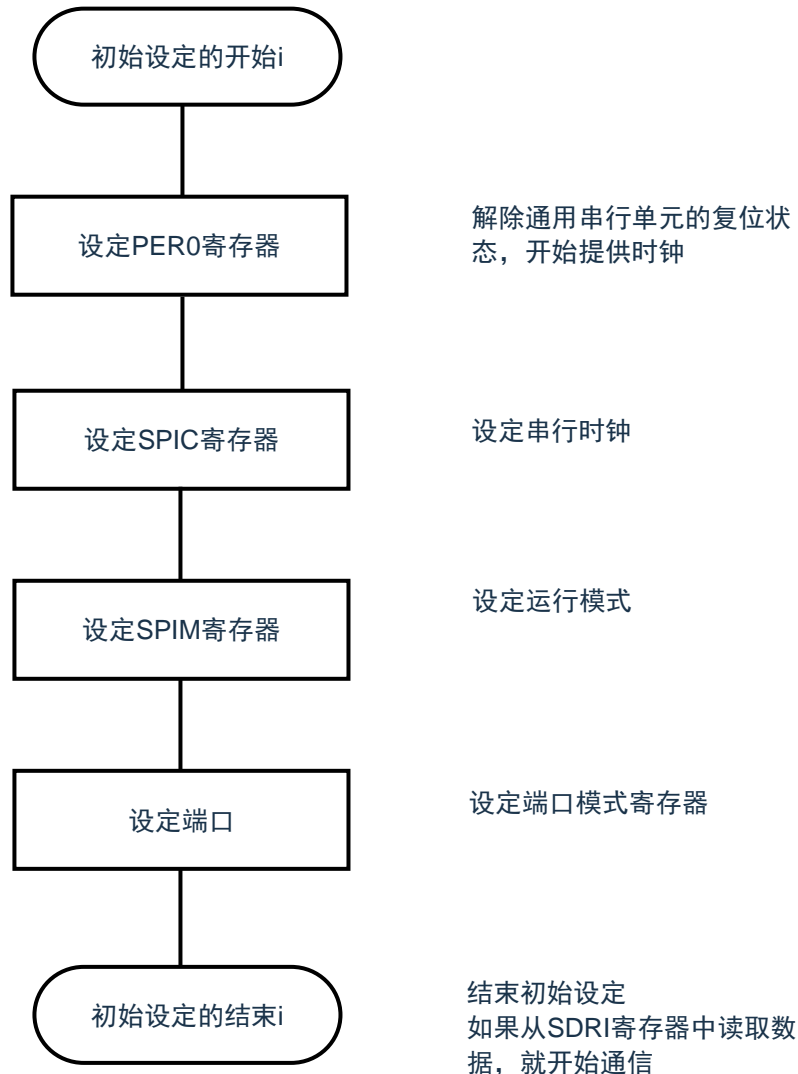 初始设定的开始i
设定PER0寄存器
解除通用串行单元的复位状
态，开始提供时钟
设定SPIC寄存器
设定串行时钟
设定SPIM寄存器
设定运行模式
设定端口
设定端口模式寄存器
初始设定的结束i
结束初始设定
如果从SDRI寄存器中读取数
据，就开始通信